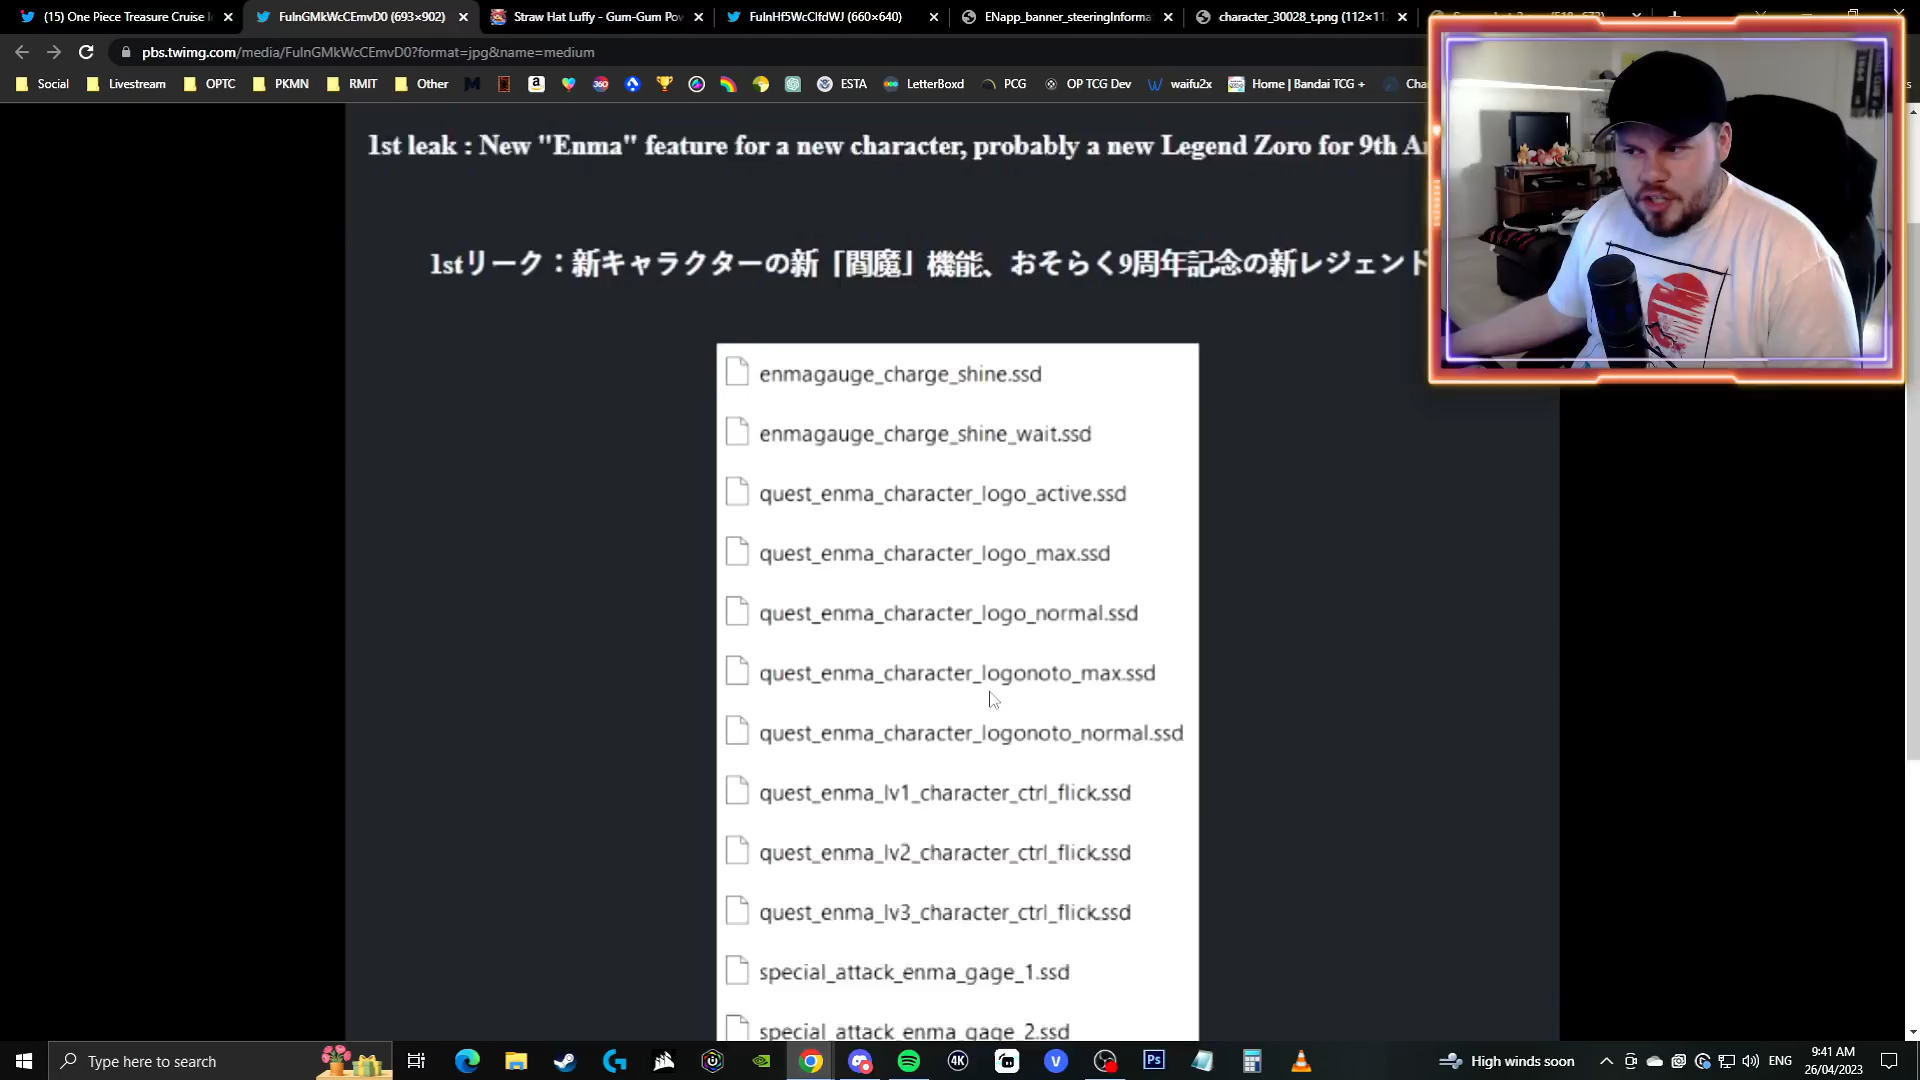 (15) One Piece Treasure Cruise
FulnGMkWcCEmvD0 (693×902)
Straw Hat Luffy - Gum-Gum Pow
FulnHf5WcCIfdWJ (660×640)
ENapp_banner_steeringInforma
character_30028_t.png (112×11
pbs.twimg.com/media/FulnGMkWcCEmvD0?format=jpg&name=medium
Social
Livestream
OPTC
PKMN
RMIT
Other
ESTA
LetterBoxd
PCG
OP TCG Dev
waifu2x
Home | Bandai TCG +
1st leak : New "Enma" feature for a new character, probably a new Legend Zoro for 9th
1stリーク：新キャラクターの新「閻魔」機能、おそらく9周年記念の新レジェンド
enmagauge_charge_shine.ssd
enmagauge_charge_shine_wait.ssd
quest_enma_character_logo_active.ssd
quest_enma_character_logo_max.ssd
quest_enma_character_logo_normal.ssd
quest_enma_character_logonoto_max.ssd
quest_enma_character_logonoto_normal.ssd
quest_enma_lv1_character_ctrl_flick.ssd
quest_enma_lv2_character_ctrl_flick.ssd
quest_enma_lv3_character_ctrl_flick.ssd
special_attack_enma_gage_1.ssd
special_attack_enma_gage_2.ssd
Type here to search
4K
Ps
High winds soon
ENG
9:41 AM
26/04/2023